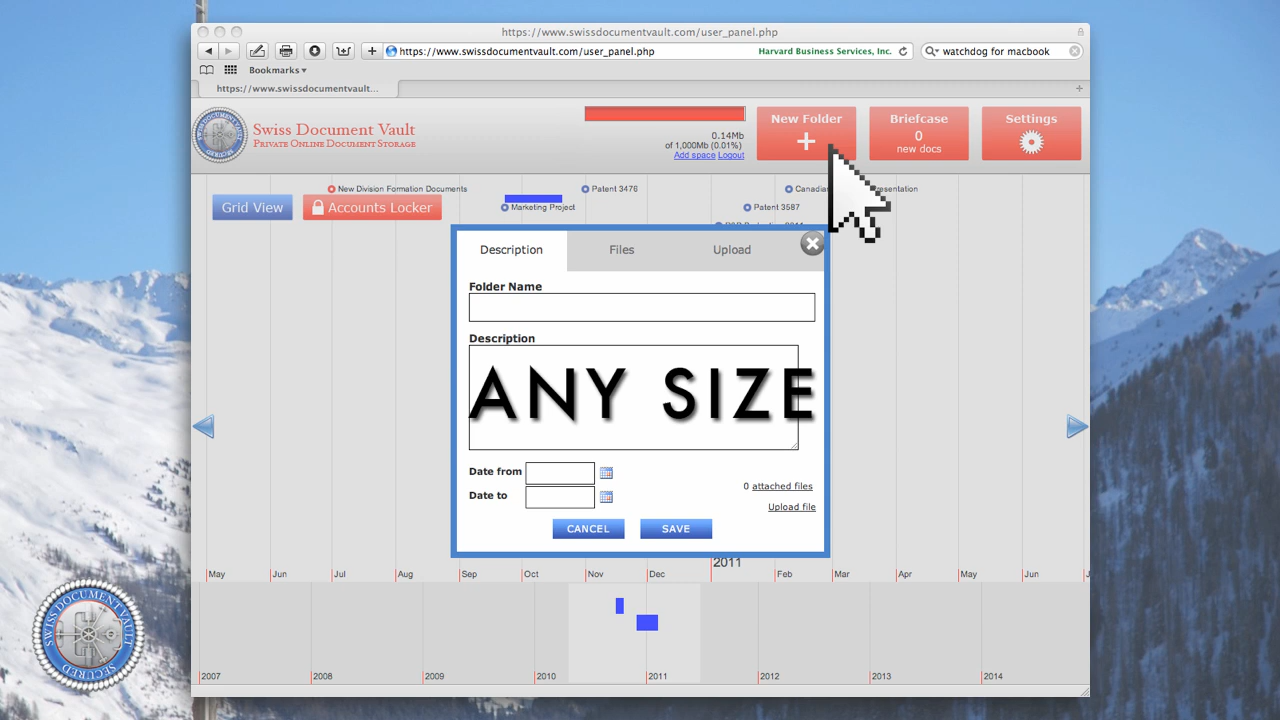 https://www.swissdocumentvault.com/user_panel.php
https://www.swissdocumentvault.com/user_panel.php
Harvard Business Services, Inc.
watchdog for macbook
Bookmarks
https://www.swissdocumentvault...
Swiss Document Vault
Private Online Document Storage
0.14Mb
of 1,000Mb (0.01%)
Add space Logout
New Folder
+
Briefcase
0
new docs
Settings
New Division Formation Documents
Patent 3476
Grid View
Accounts Locker
Marketing Project
Patent 3587
Description
Files
Upload
Folder Name
Description
ANY SIZE
Date from
Date to
0 attached files
Upload file
CANCEL
SAVE
2011
May Jun Jul Aug Sep Oct Nov Dec Feb Mar Apr May Jun
2007 2008 2009 2010 2011 2012 2013 2014
SWISS DOCUMENT VAULT
SECURED